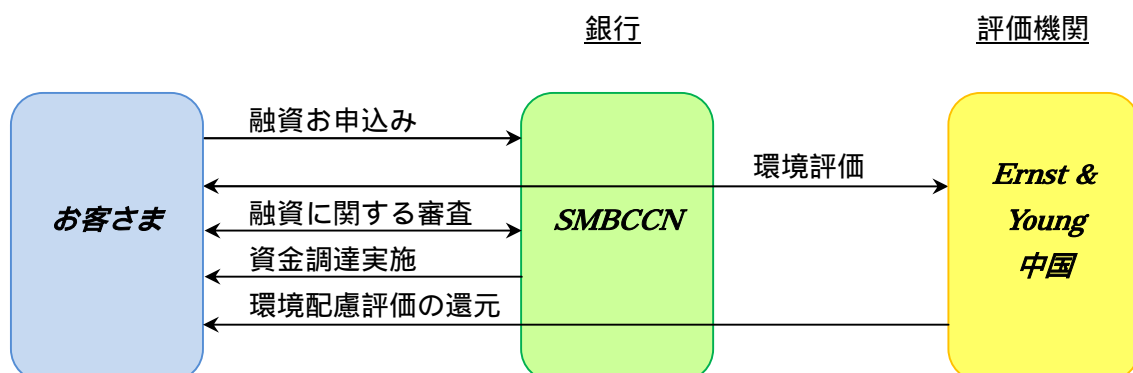 銀行
評価機関
融資お申込み
環境評価
お客さま
融資に関する審査
SMBCCN
Ernst &
Young
中国
資金調達実施
環境配慮評価の還元